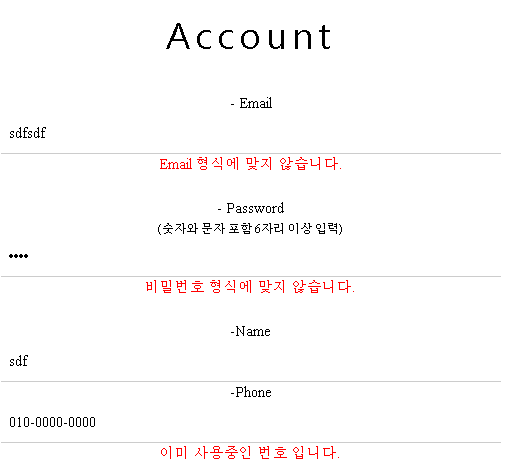 Account
- Email
sdfsdf
Email 형식에 맞지 않습니다.
- Password
(숫자와 문자 포함 6자리 이상 입력)
••••
비밀번호 형식에 맞지 않습니다.
-Name
sdf
-Phone
010-0000-0000
이미 사용중인 번호 입니다.